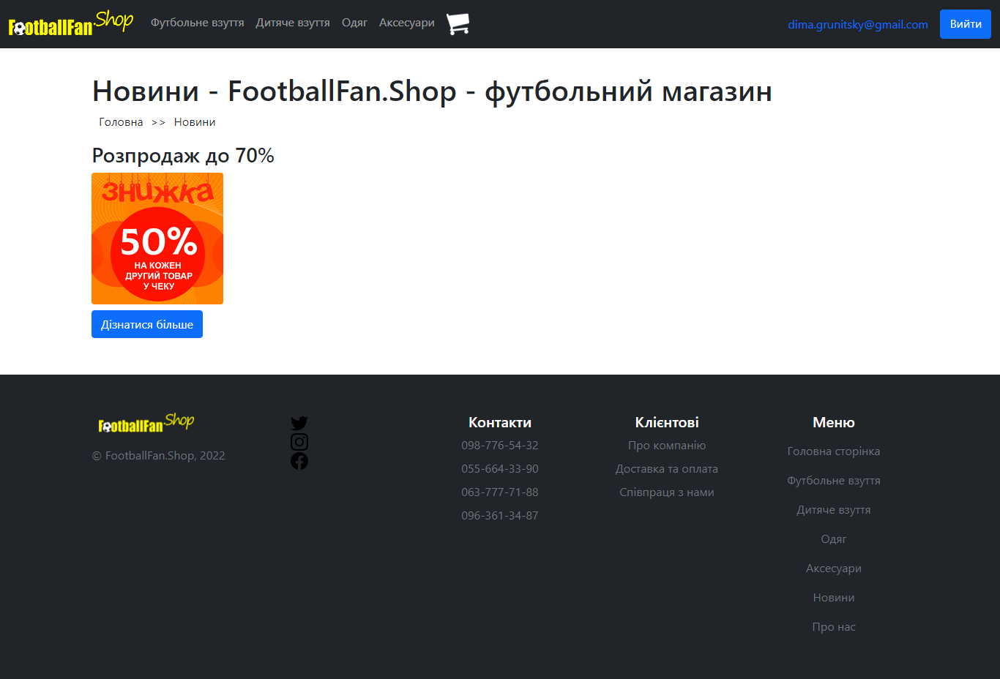 FootballFan.Shop
Футбольне взуття
Дитяче взуття
Одяг
Аксесуари
dima.grunitsky@gmail.com
Вийти
Новини - FootballFan.Shop - футбольний магазин
Головна >> Новини
Розпродаж до 70%
знижка
50%
НА КОЖЕН
ДРУГИЙ ТОВАР
У ЧЕКУ
Дізнатися більше
FootballFan.Shop
© FootballFan.Shop, 2022
Контакти
098-776-54-32
055-664-33-90
063-777-71-88
096-361-34-87
Клієнтові
Про компанію
Доставка та оплата
Співпраця з нами
Меню
Головна сторінка
Футбольне взуття
Дитяче взуття
Одяг
Аксесуари
Новини
Про нас